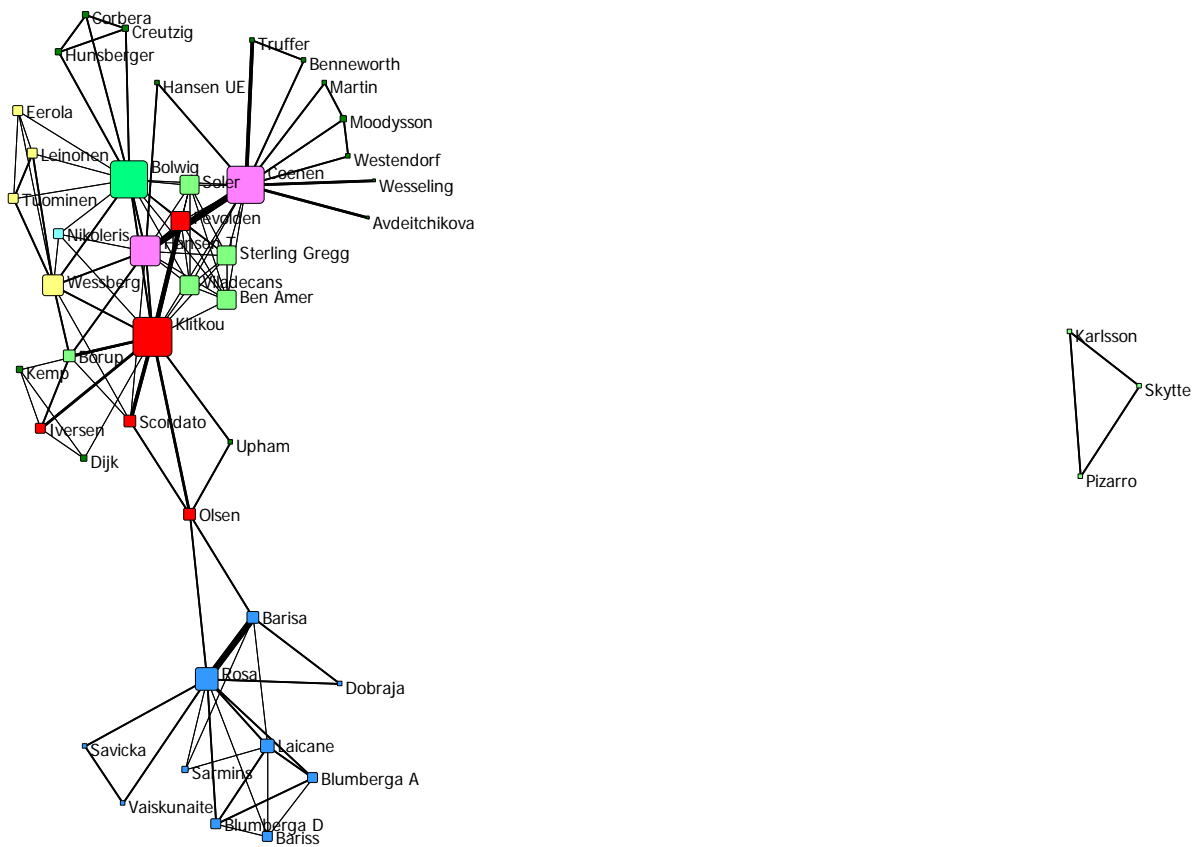 Corbera
Creutzig
Truffer
Hunsberger
Benneworth
Hansen UE
Martin
Eerola
Moodysson
Leinonen
Westendorf
Bolwig
Coenen
Soler
Wesseling
Tuominen
Fevolden
Avdeitchikova
Nikoleris
Hansen T
Sterling Gregg
Wessberg
Viladecans
Ben Amer
Klitkou
Karlsson
Borup
Kemp
Skytte
Scordato
Iversen
Upham
Dijk
Pizarro
Olsen
Barisa
Rosa
Dobraja
Laicane
Savicka
Sarmins
Blumberga A
Vaiskunaite
Blumberga D
Bariss